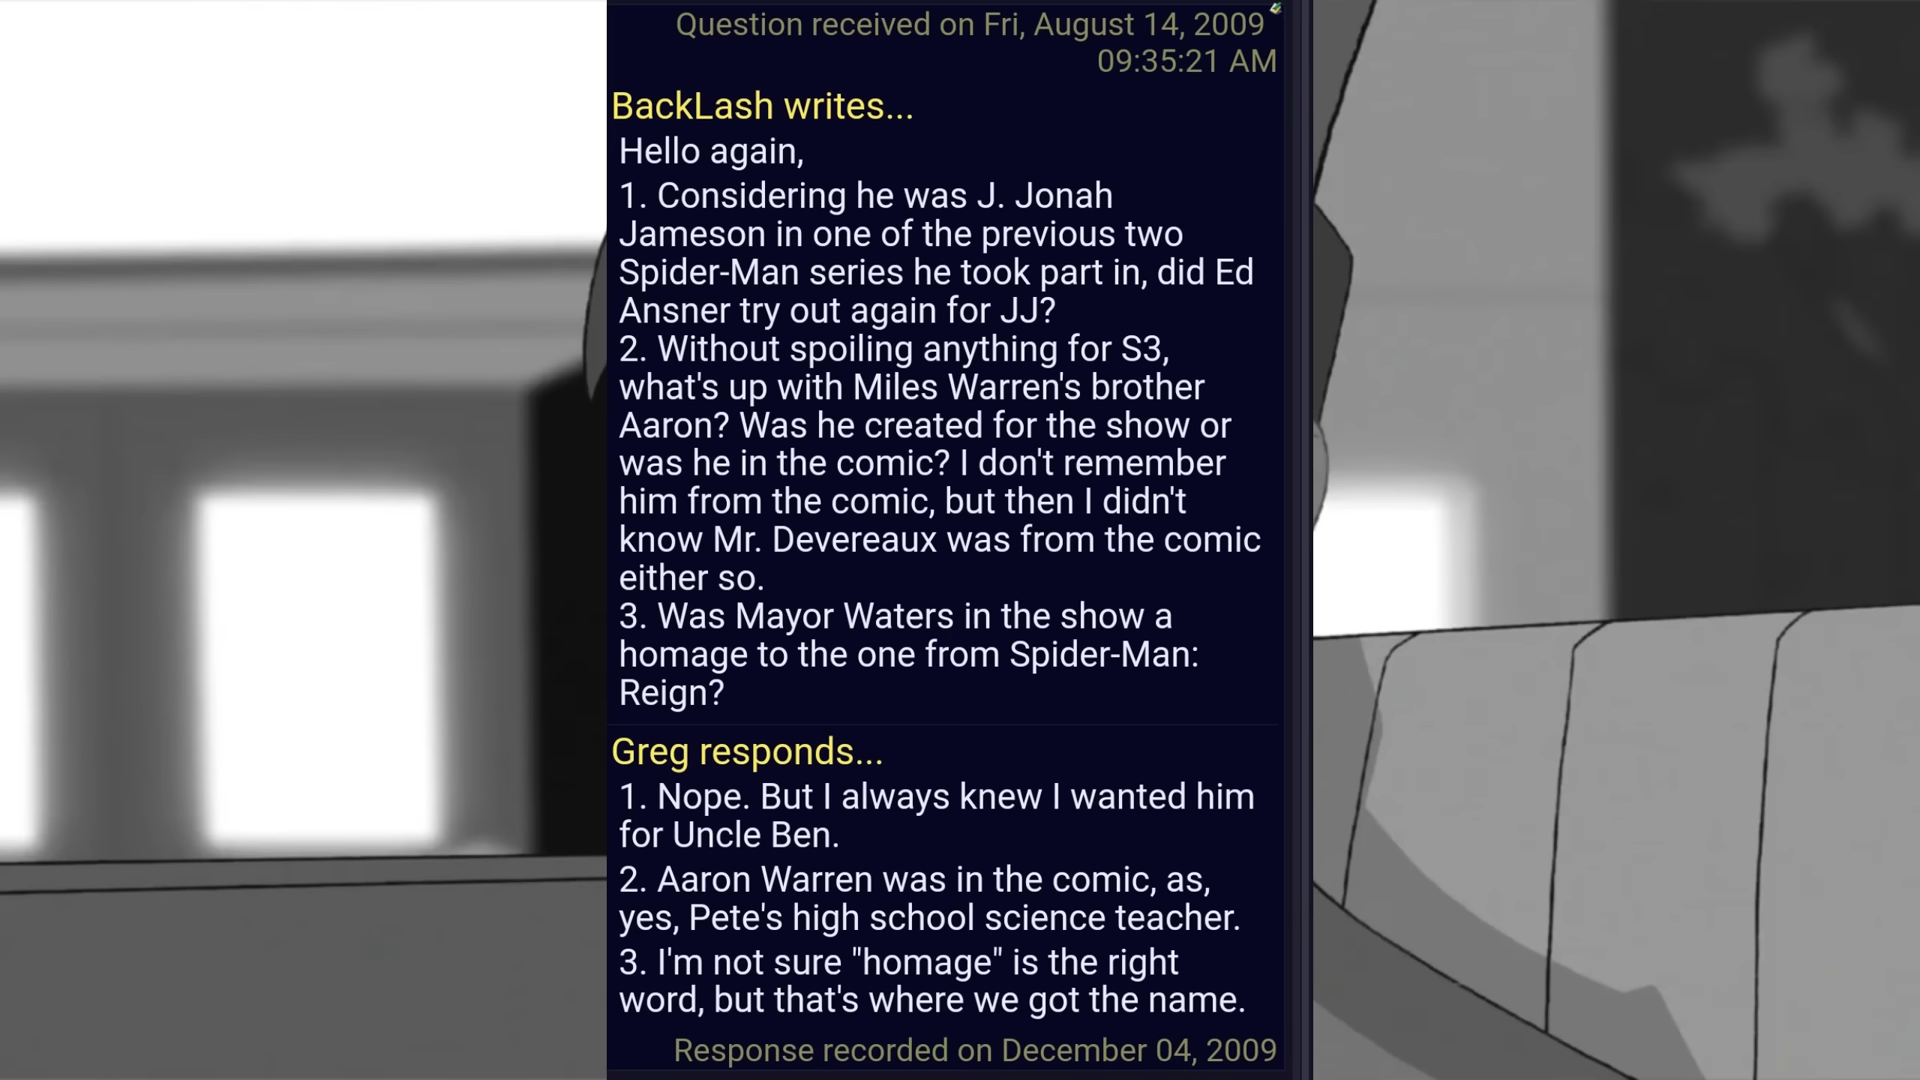 Question received on Fri, August 14, 2009
09:35:21 AM
BackLash writes...
Hello again,
1. Considering he was J. Jonah
Jameson in one of the previous two
Spider-Man series he took part in, did Ed
Ansner try out again for JJ?
2. Without spoiling anything for S3,
what's up with Miles Warren's brother
Aaron? Was he created for the show or
was he in the comic? I don't remember
him from the comic, but then I didn't
know Mr. Devereaux was from the comic
either so.
3. Was Mayor Waters in the show a
homage to the one from Spider-Man:
Reign?
Greg responds...
1. Nope. But I always knew I wanted him
for Uncle Ben.
2. Aaron Warren was in the comic, as,
yes, Pete's high school science teacher.
3. I'm not sure "homage" is the right
word, but that's where we got the name.
Response recorded on December 04, 2009